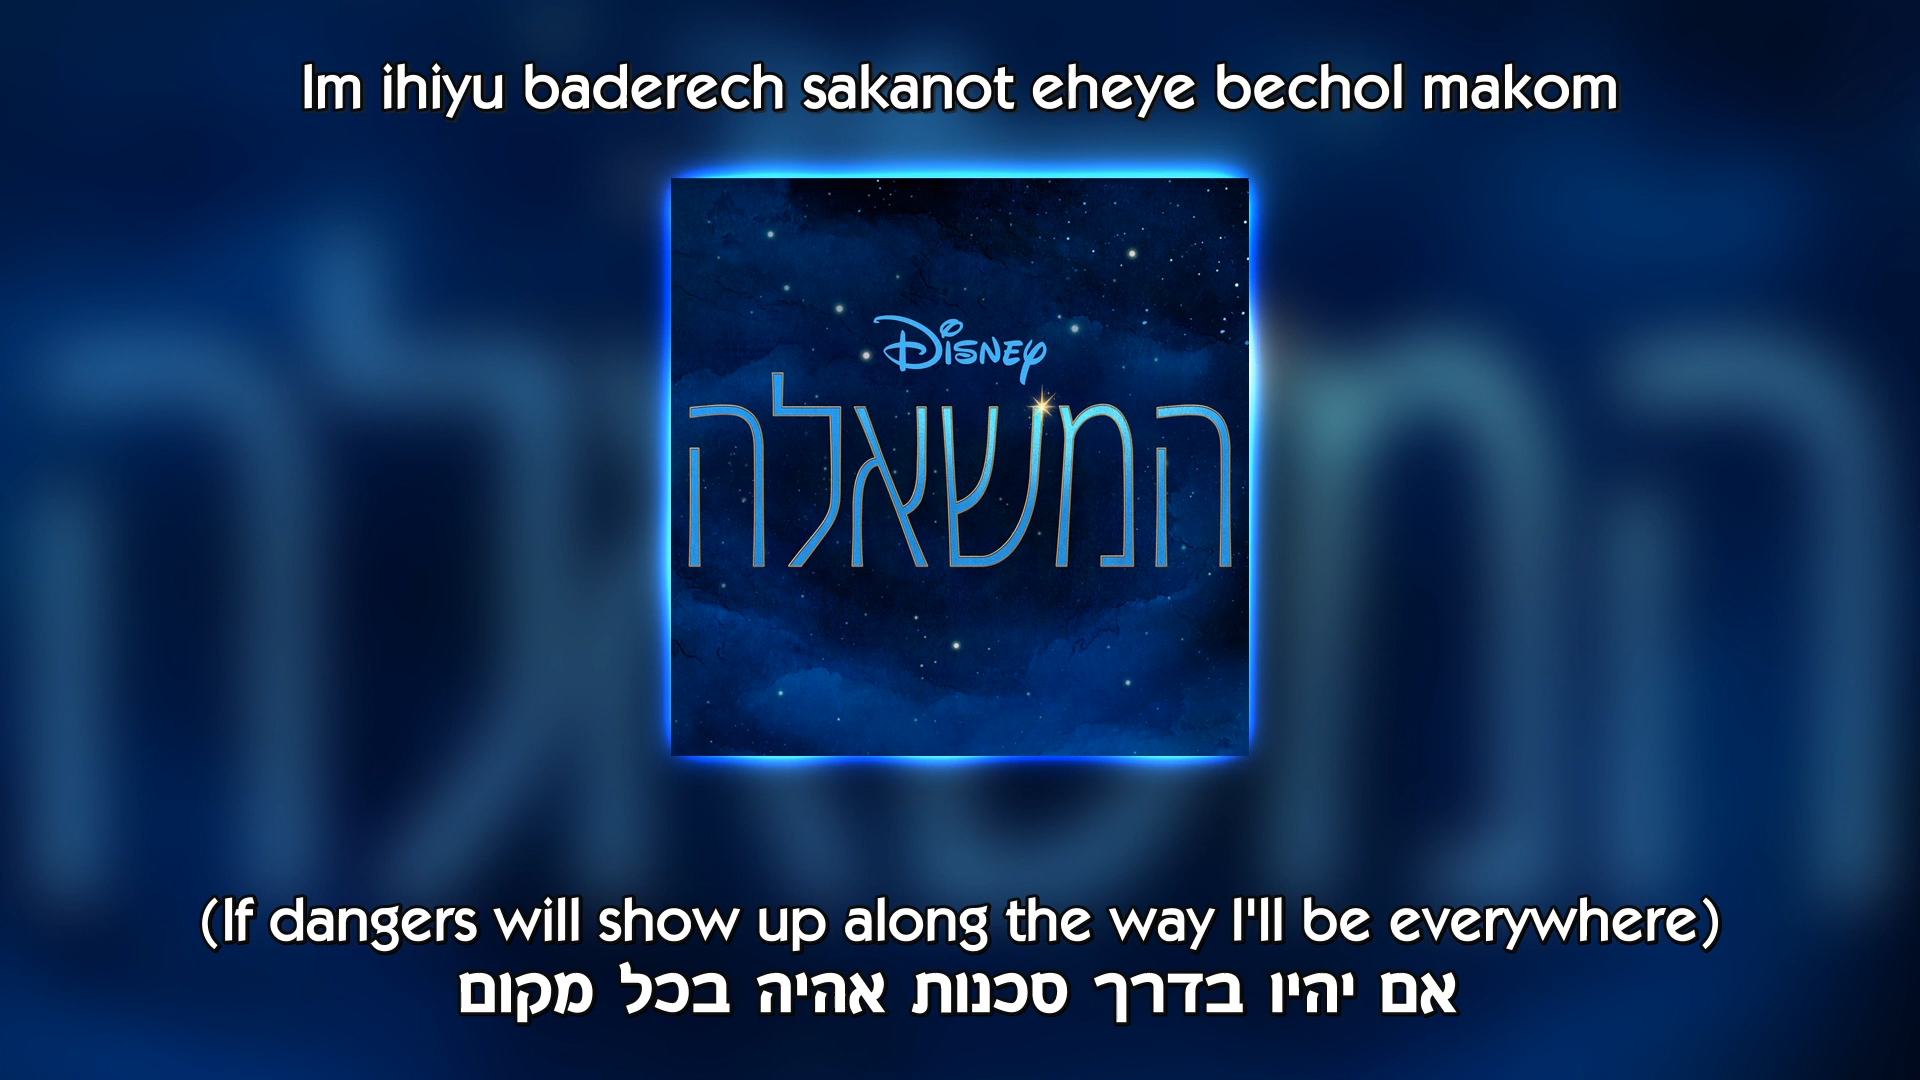 Im ihiyu baderech sakanot eheye bechol makom
Disney
המשאלה
(If dangers will show up along the way I'll be everywhere)
אם יהיו בדרך סכנות אהיה בכל מקום